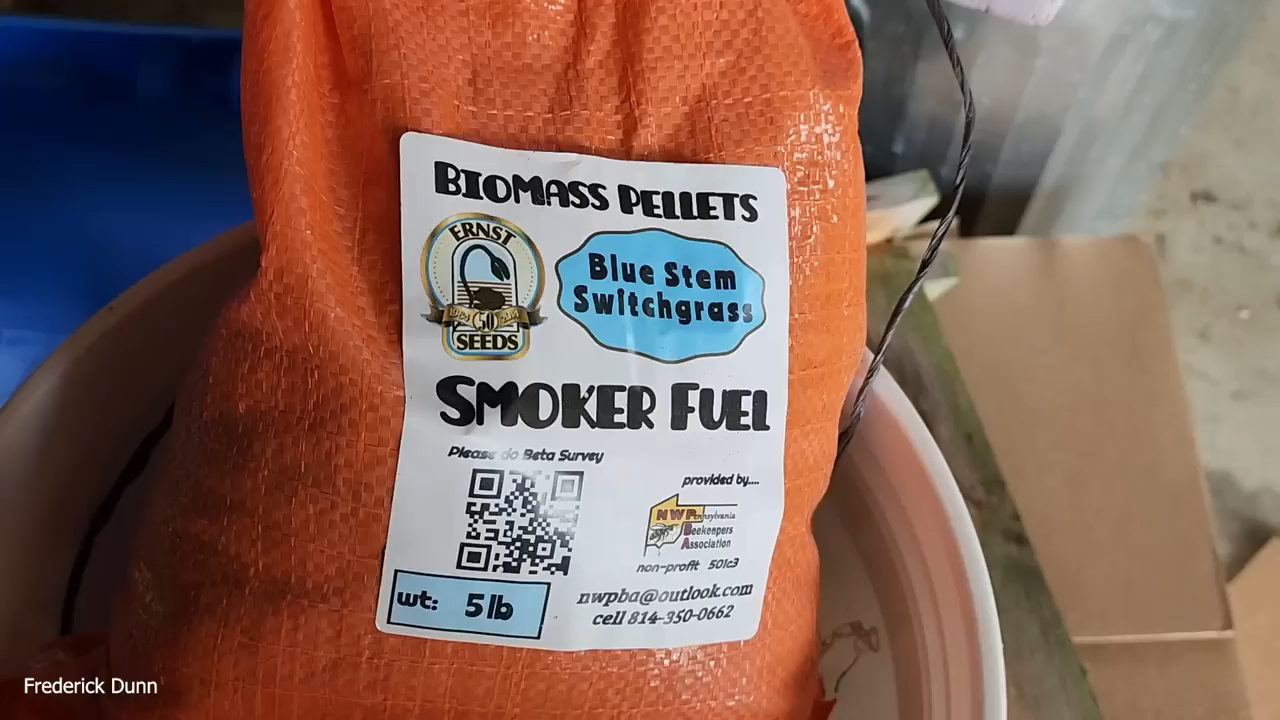 BIOMASS PELLETS
ERNST
50
SEEDS
Blue Stem
Switchgrass
SMOKER FUEL
Please do Beta Survey
provided by....
NWPennsylvania
Beekeepers
Association
non-profit 501c3
wt: 5 lb
nwpba@outlook.com
cell 814-350-0662
Frederick Dunn